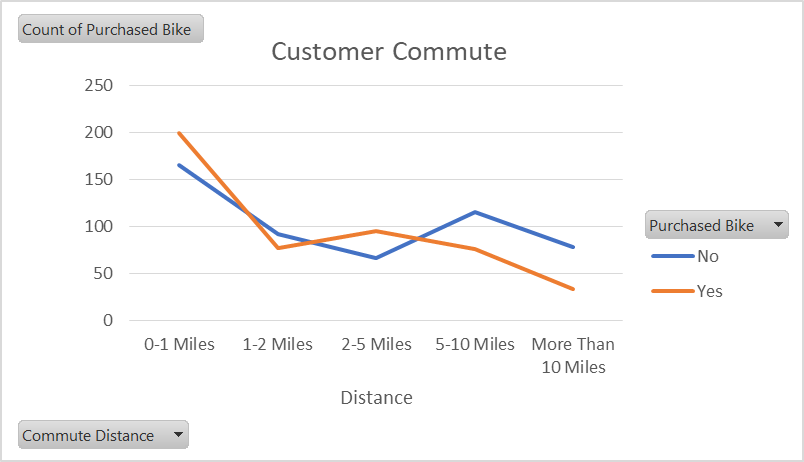 Count of Purchased Bike
Customer Commute
250
200
150
100
50
0
0-1 Miles
1-2 Miles
2-5 Miles
5-10 Miles
More Than
10 Miles
Distance
Purchased Bike
No
Yes
Commute Distance